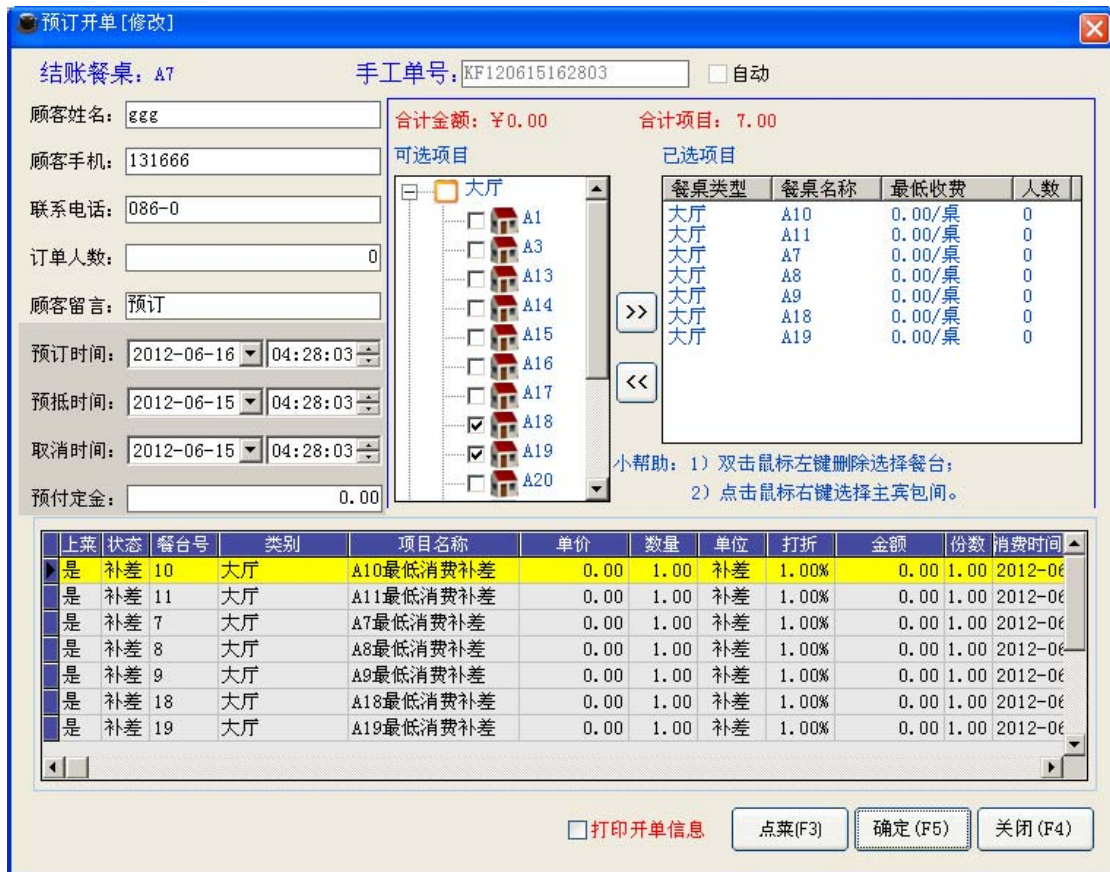 预订开单[修改]
结账餐桌：A7
手工单号：KF120615162803
自动
顾客姓名：ggg
顾客手机：131666
联系电话：086-0
订单人数：0
顾客留言：预订
预订时间：2012-06-16 04:28:03
预抵时间：2012-06-15 04:28:03
取消时间：2012-06-15 04:28:03
预付定金：0.00
合计金额：￥0.00 合计项目：7.00
可选项目
大厅
A1
A3
A13
A14
A15
A16
A17
A18
A19
A20
>>
<<
已选项目
餐桌类型 餐桌名称 最低收费 人数
大厅 A10 0.00/桌 0
大厅 A11 0.00/桌 0
大厅 A7 0.00/桌 0
大厅 A8 0.00/桌 0
大厅 A9 0.00/桌 0
大厅 A18 0.00/桌 0
大厅 A19 0.00/桌 0
小帮助：1）双击鼠标左键删除选择餐台；
2）点击鼠标右键选择主宾包间。
上菜 状态 餐台号 类别 项目名称 单价 数量 单位 打折 金额 份数 消费时间
是 补差 10 大厅 A10最低消费补差 0.00 1.00 补差 1.00% 0.00 1.00 2012-06
是 补差 11 大厅 A11最低消费补差 0.00 1.00 补差 1.00% 0.00 1.00 2012-06
是 补差 7 大厅 A7最低消费补差 0.00 1.00 补差 1.00% 0.00 1.00 2012-06
是 补差 8 大厅 A8最低消费补差 0.00 1.00 补差 1.00% 0.00 1.00 2012-06
是 补差 9 大厅 A9最低消费补差 0.00 1.00 补差 1.00% 0.00 1.00 2012-06
是 补差 18 大厅 A18最低消费补差 0.00 1.00 补差 1.00% 0.00 1.00 2012-06
是 补差 19 大厅 A19最低消费补差 0.00 1.00 补差 1.00% 0.00 1.00 2012-06
打印开单信息 点菜(F3) 确定(F5) 关闭(F4)